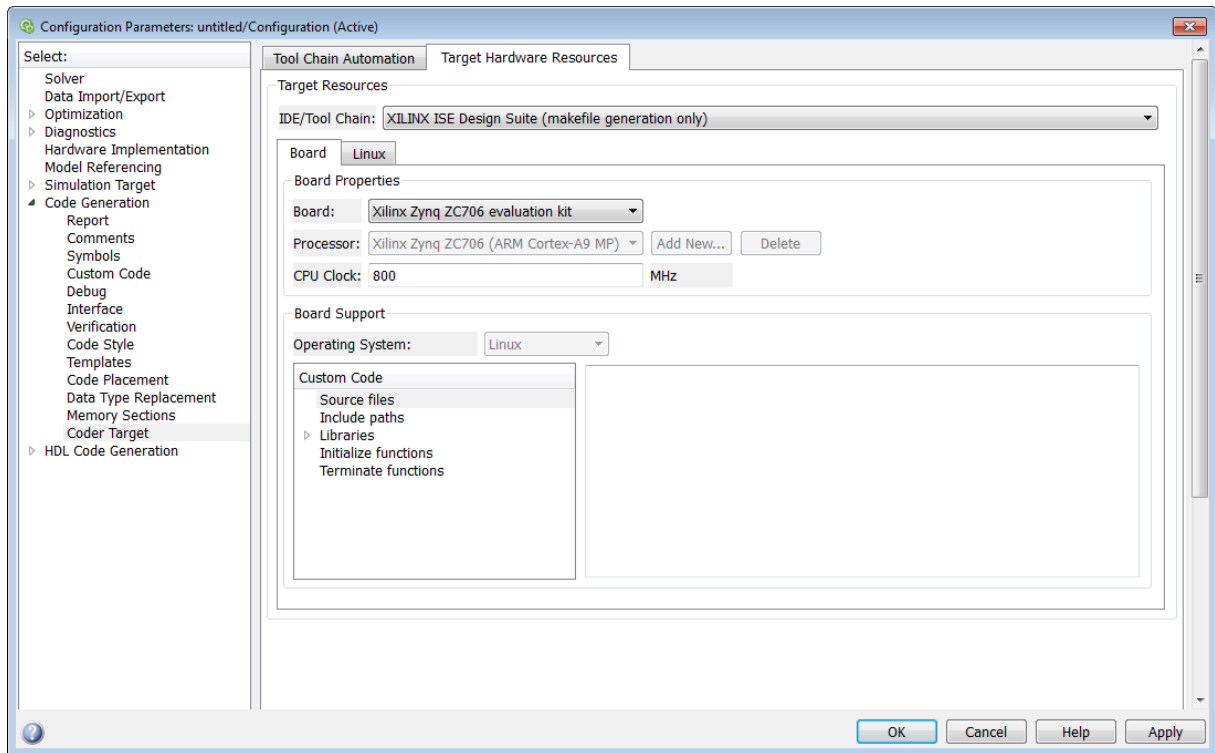 Configuration Parameters: untitled/Configuration (Active)
Select:
Solver
Data Import/Export
Optimization
Diagnostics
Hardware Implementation
Model Referencing
Simulation Target
Code Generation
Report
Comments
Symbols
Custom Code
Debug
Interface
Verification
Code Style
Templates
Code Placement
Data Type Replacement
Memory Sections
Coder Target
HDL Code Generation
Tool Chain Automation
Target Hardware Resources
Target Resources
IDE/Tool Chain: XILINX ISE Design Suite (makefile generation only)
Board
Linux
Board Properties
Board: Xilinx Zynq ZC706 evaluation kit
Processor: Xilinx Zynq ZC706 (ARM Cortex-A9 MP) Add New... Delete
CPU Clock: 800 MHz
Board Support
Operating System: Linux
Custom Code
Source files
Include paths
Libraries
Initialize functions
Terminate functions
OK Cancel Help Apply